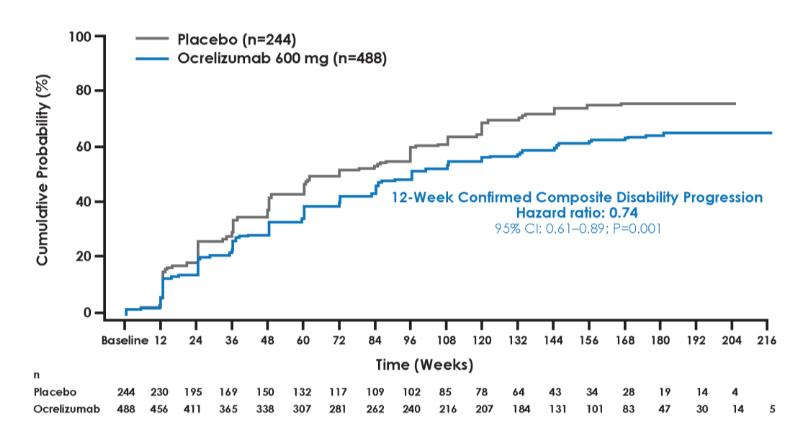 Placebo (n=244)
Ocrelizumab 600 mg (n=488)
Cumulative Probability (%)
100
80
60
40
20
0
12-Week Confirmed Composite Disability Progression
Hazard ratio: 0.74
95% CI: 0.61–0.89; P=0.001
Baseline 12 24 36 48 60 72 84 96 108 120 132 144 156 168 180 192 204 216
Time (Weeks)
n
Placebo 244 230 195 169 150 132 117 109 102 85 78 64 43 34 28 19 14 4
Ocrelizumab 488 456 411 365 338 307 281 262 240 216 207 184 131 101 83 47 30 14 5